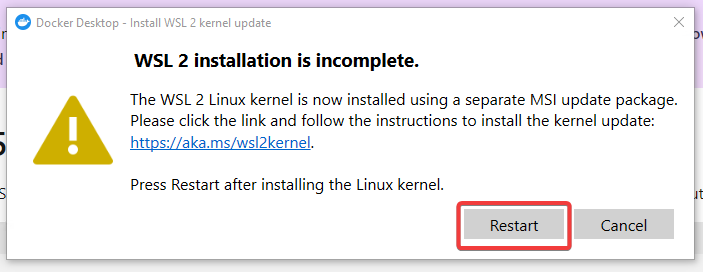 Docker Desktop - Install WSL 2 kernel update
WSL 2 installation is incomplete.
The WSL 2 Linux kernel is now installed using a separate MSI update package.
Please click the link and follow the instructions to install the kernel update:
https://aka.ms/wsl2kernel.
Press Restart after installing the Linux kernel.
Restart
Cancel